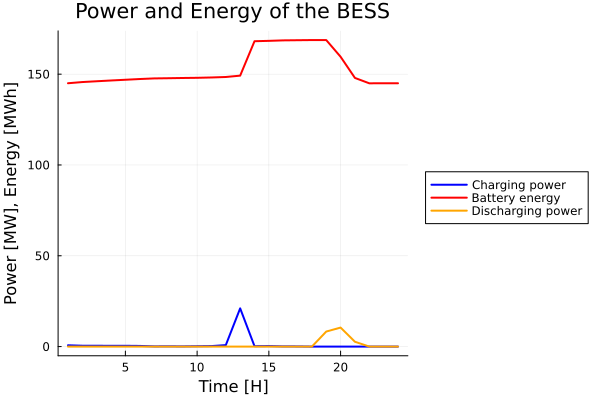 Power and Energy of the BESS
Power [MW], Energy [MWh]
150
100
50
0
5
10
15
20
Time [H]
Charging power
Battery energy
Discharging power